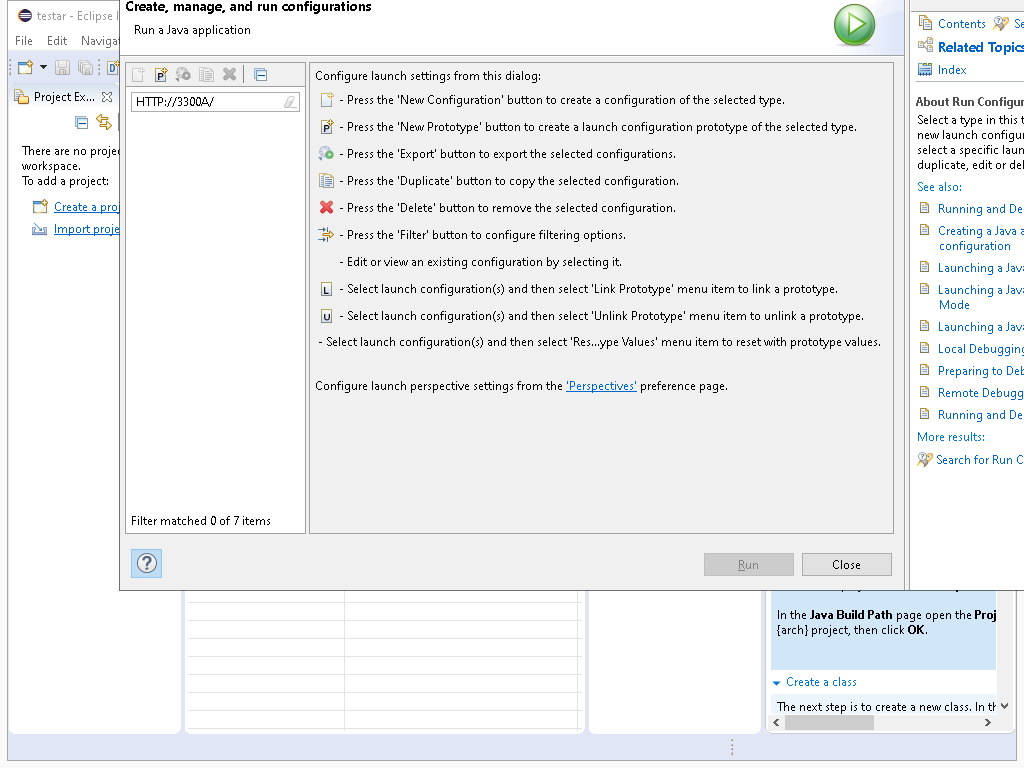 testar - Eclipse I
File Edit Navigat
Project Ex...
There are no proje
workspace.
To add a project:
Create a proj
Import proje
Create, manage, and run configurations
Run a Java application
HTTP://3300A/
Filter matched 0 of 7 items
Configure launch settings from this dialog:
- Press the 'New Configuration' button to create a configuration of the selected type.
P - Press the 'New Prototype' button to create a launch configuration prototype of the selected type.
- Press the 'Export' button to export the selected configurations.
- Press the 'Duplicate' button to copy the selected configuration.
- Press the 'Delete' button to remove the selected configuration.
- Press the 'Filter' button to configure filtering options.
- Edit or view an existing configuration by selecting it.
L - Select launch configuration(s) and then select 'Link Prototype' menu item to link a prototype.
U - Select launch configuration(s) and then select 'Unlink Prototype' menu item to unlink a prototype.
- Select launch configuration(s) and then select 'Res...ype Values' menu item to reset with prototype values.
Configure launch perspective settings from the 'Perspectives' preference page.
Run Close
Contents Se
Related Topics
Index
About Run Configur
Select a type in this t
new launch configu
select a specific laun
duplicate, edit or del
See also:
Running and De
Creating a Java a
configuration
Launching a Java
Launching a Java
Mode
Launching a Java
Local Debugging
Preparing to Deb
Remote Debugg
Running and De
More results:
Search for Run C
In the Java Build Path page open the Proj
{arch} project, then click OK.
Create a class
The next step is to create a new class. In th